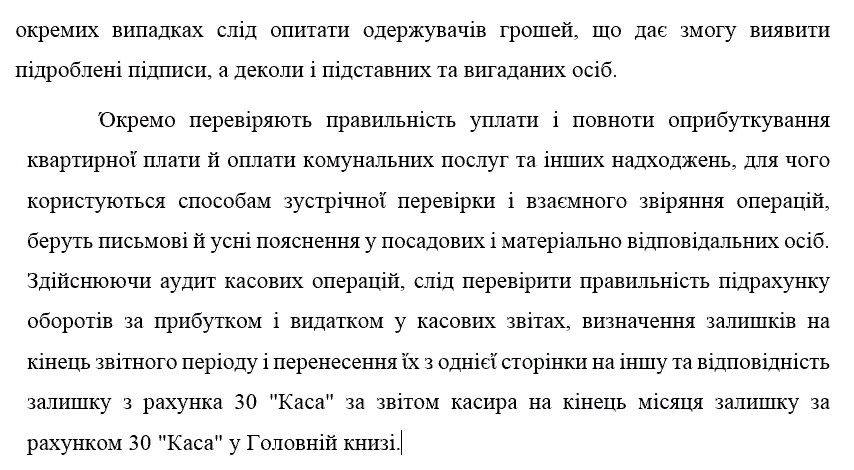 окремих випадках слід опитати одержувачів грошей, що дає змогу виявити
підроблені підписи, а деколи і підставних та вигаданих осіб.
Окремо перевіряють правильність уплати і повноти оприбуткування
квартирної плати й оплати комунальних послуг та інших надходжень, для чого
користуються способам зустрічної перевірки і взаємного звіряння операцій,
беруть письмові й усні пояснення у посадових і матеріально відповідальних осіб.
Здійснюючи аудит касових операцій, слід перевірити правильність підрахунку
оборотів за прибутком і видатком у касових звітах, визначення залишків на
кінець звітного періоду і перенесення їх з однієї сторінки на іншу та відповідність
залишку з рахунка 30 "Каса" за звітом касира на кінець місяця залишку за
рахунком 30 "Каса" у Головній книзі.